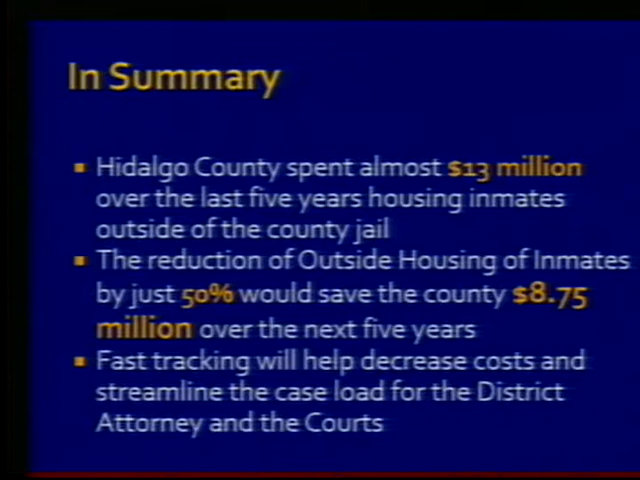 In Summary
Hidalgo County spent almost $13 million
over the last five years housing inmates
outside of the county jail
The reduction of Outside Housing of Inmates
by just 50% would save the county $8.75
million over the next five years
Fast tracking will help decrease costs and
streamline the case load for the District
Attorney and the Courts